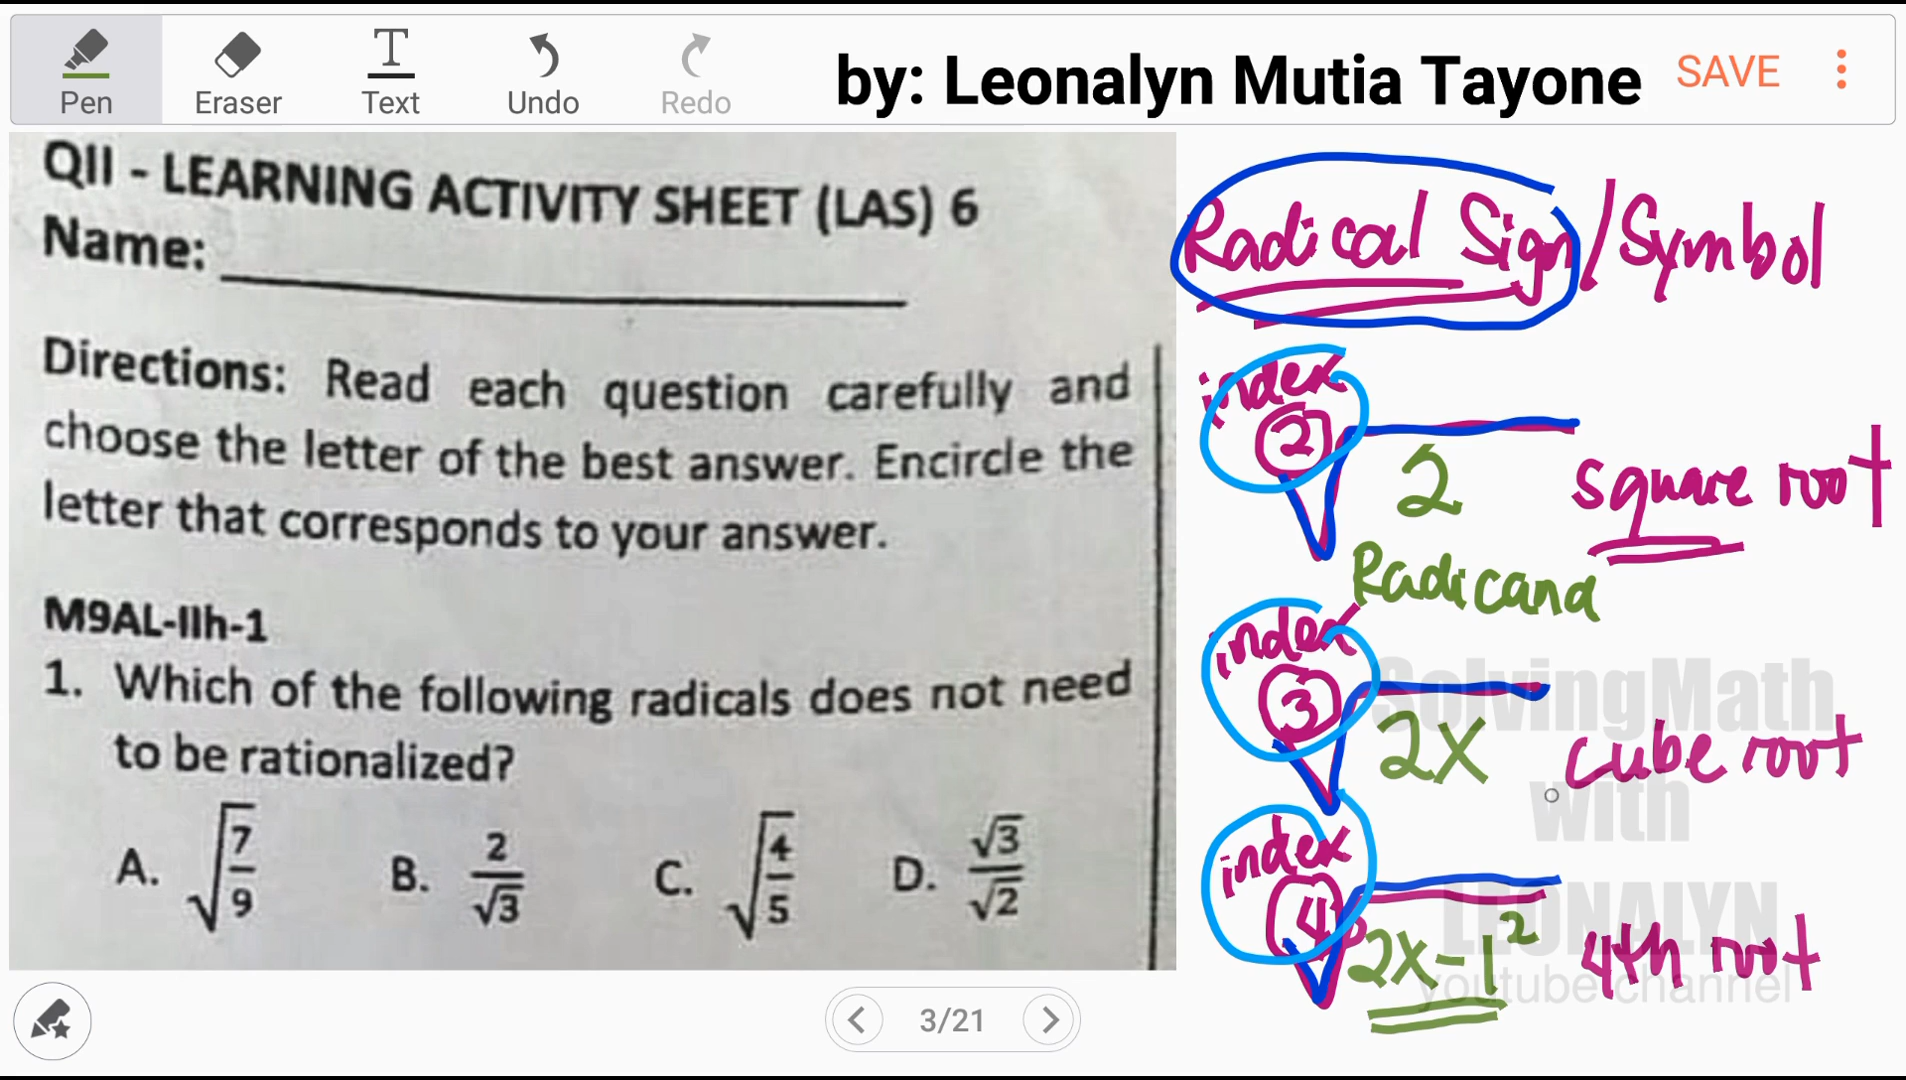 Pen
Eraser
Text
Undo
Redo
by: Leonalyn Mutia Tayone
SAVE
QII - LEARNING ACTIVITY SHEET (LAS) 6
Name:
Directions: Read each question carefully and
choose the letter of the best answer. Encircle the
letter that corresponds to your answer.
M9AL-IIh-1
1. Which of the following radicals does not need
to be rationalized?
A. √(7/9) B. 2/√3 C. √(4/5) D. √3/√2
Radical Sign/Symbol
index
2 √ 2 square root
Radicand
index
3 √ 2x cube root
index
4 √ 2x-1² 4th root
SolvingMath
with
LEONALYN
youtube channel
3/21